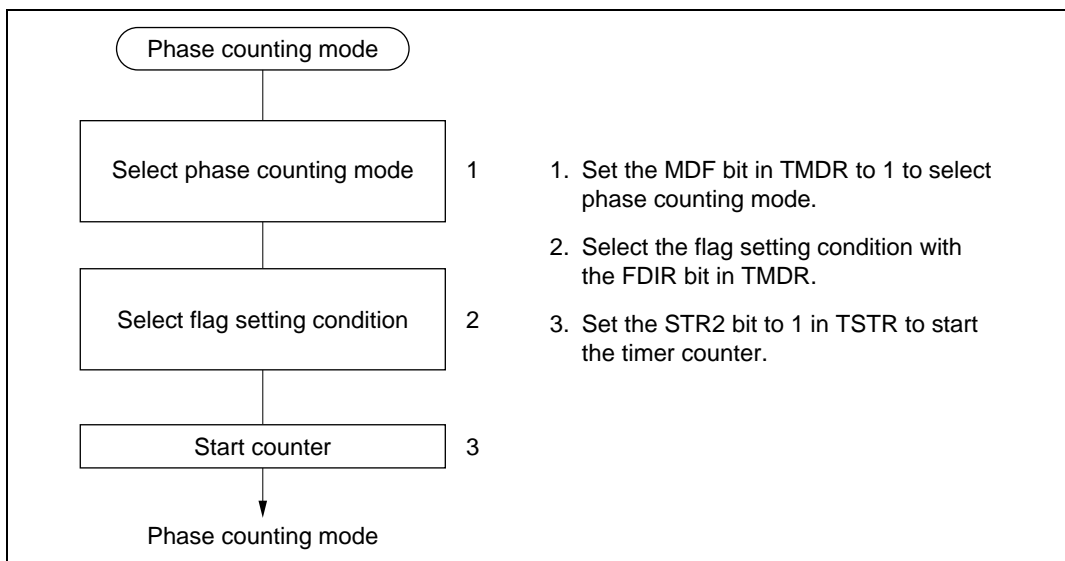 Phase counting mode
Select phase counting mode 1
Select flag setting condition 2
Start counter 3
Phase counting mode
1. Set the MDF bit in TMDR to 1 to select
phase counting mode.
2. Select the flag setting condition with
the FDIR bit in TMDR.
3. Set the STR2 bit to 1 in TSTR to start
the timer counter.